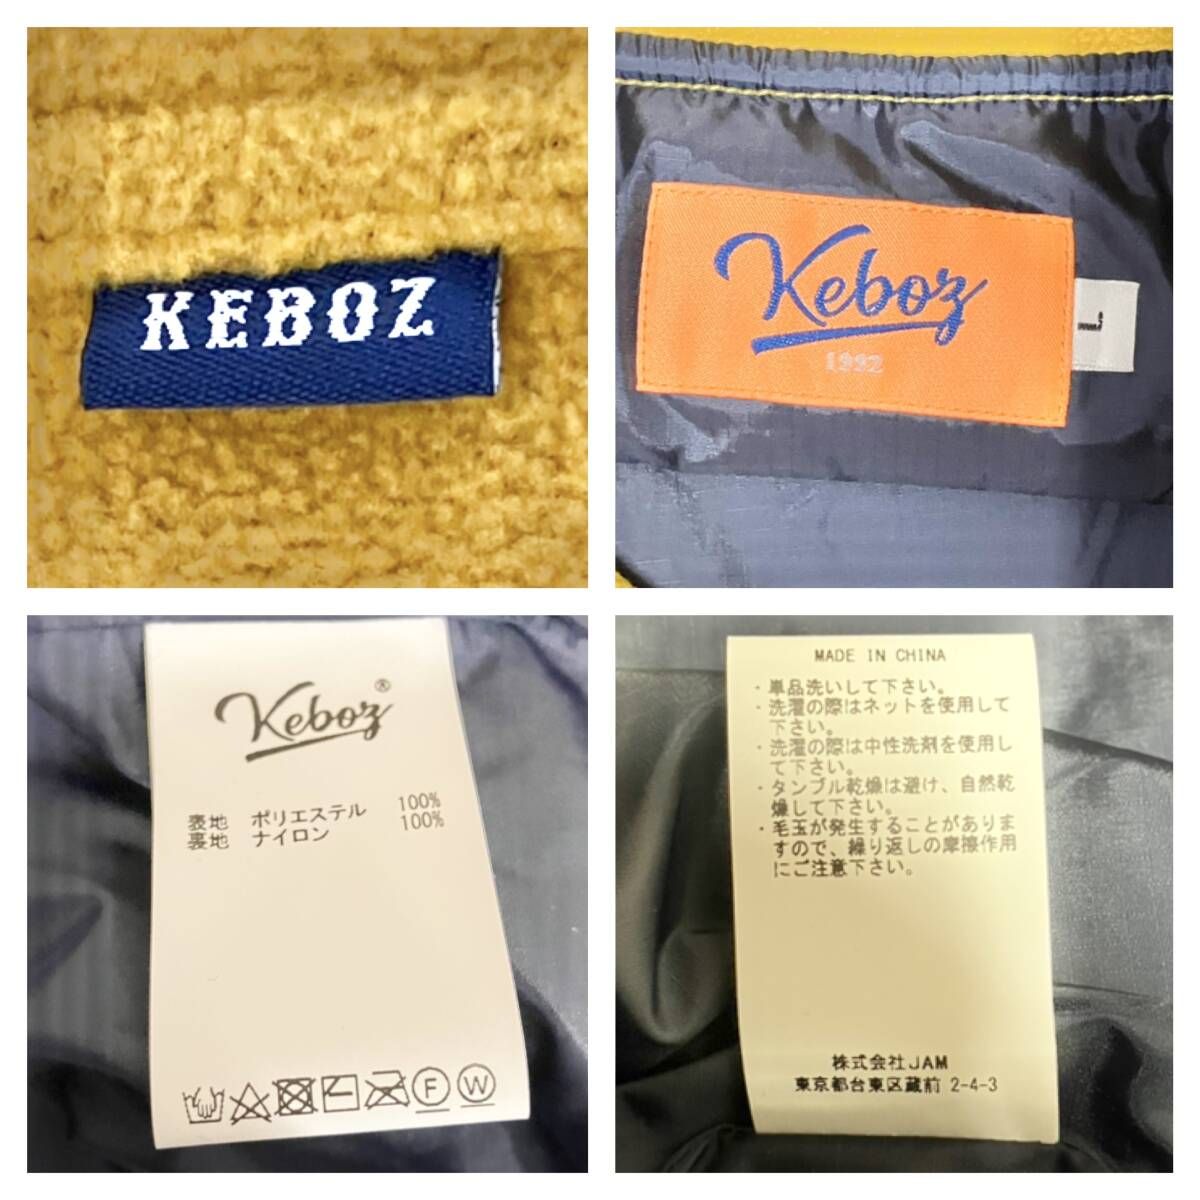 KEBOZ
Keboz
1992
L
Keboz®
表地 ポリエステル 100%
裏地 ナイロン 100%
F W
MADE IN CHINA
・単品洗いして下さい。
・洗濯の際はネットを使用して
下さい。
・洗濯の際は中性洗剤を使用し
て下さい。
・タンブル乾燥は避け、自然乾
燥して下さい。
・毛玉が発生することがありま
すので、繰り返しの摩擦作用
にご注意下さい。
株式会社JAM
東京都台東区蔵前 2-4-3